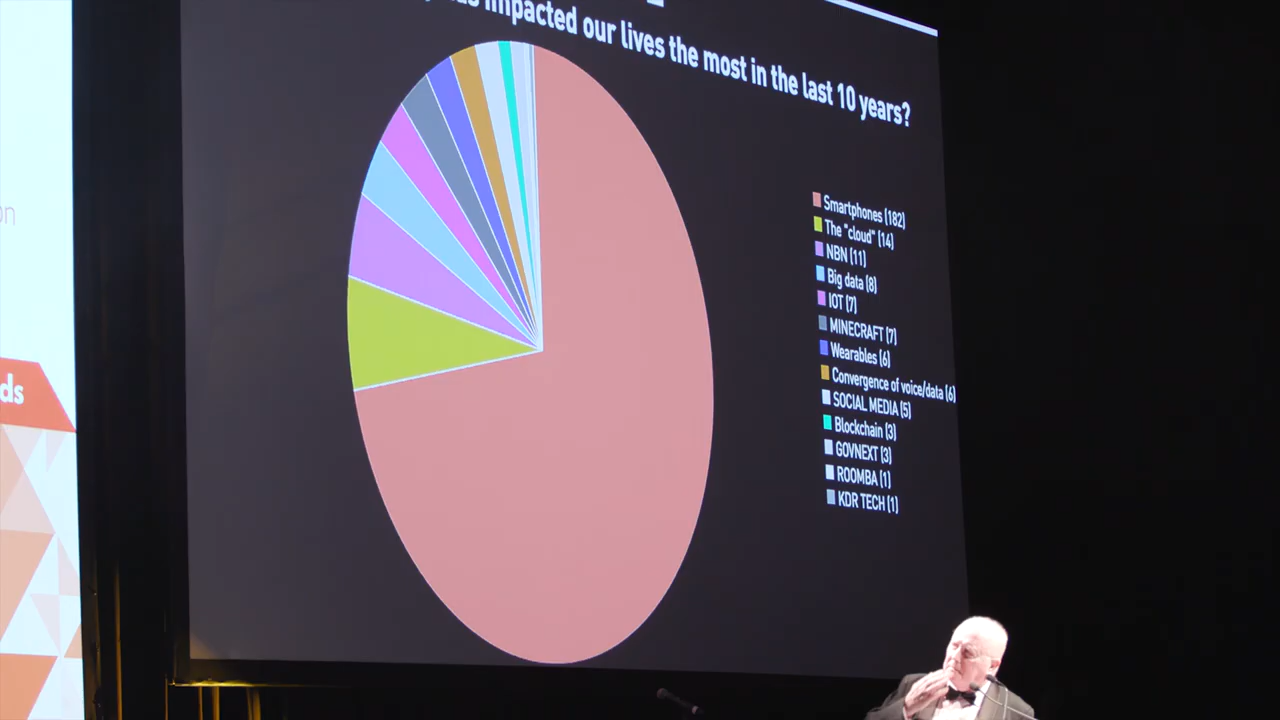 impacted our lives the most in the last 10 years?
Smartphones (182)
The "cloud" (14)
NBN (11)
Big data (8)
IOT (7)
MINECRAFT (7)
Wearables (6)
Convergence of voice/data (6)
SOCIAL MEDIA (5)
Blockchain (3)
GOVNEXT (3)
ROOMBA (1)
KDR TECH (1)
on
ds